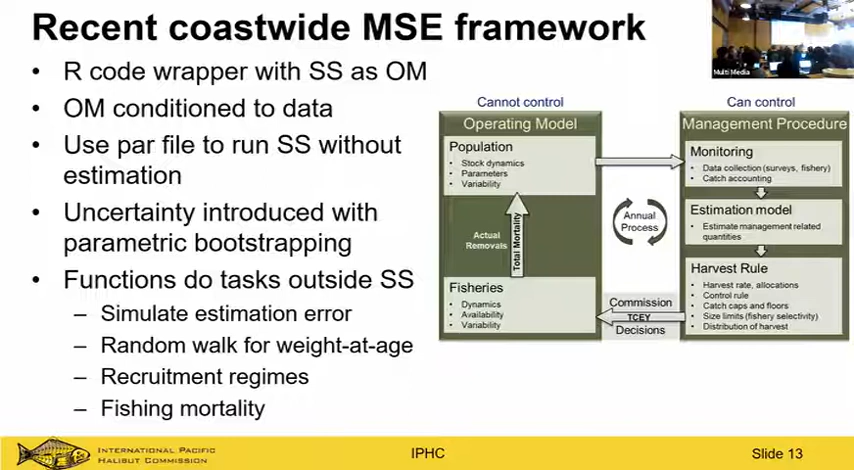 Recent coastwide MSE framework
• R code wrapper with SS as OM
• OM conditioned to data
• Use par file to run SS without
estimation
• Uncertainty introduced with
parametric bootstrapping
• Functions do tasks outside SS
– Simulate estimation error
– Random walk for weight-at-age
– Recruitment regimes
– Fishing mortality
Multi Media
Cannot control
Operating Model
Population
• Stock dynamics
• Parameters
• Variability
Actual
Removals
Total Mortality
Fisheries
• Dynamics
• Availability
• Variability
Annual
Process
Commission
TCEY
Decisions
Can control
Management Procedure
Monitoring
• Data collection (surveys, fishery)
• Catch accounting
Estimation model
• Estimate management related
quantities
Harvest Rule
• Harvest rate, allocations
• Control rule
• Catch caps and floors
• Size limits (fishery selectivity)
• Distribution of harvest
INTERNATIONAL PACIFIC
HALIBUT COMMISSION
IPHC
Slide 13